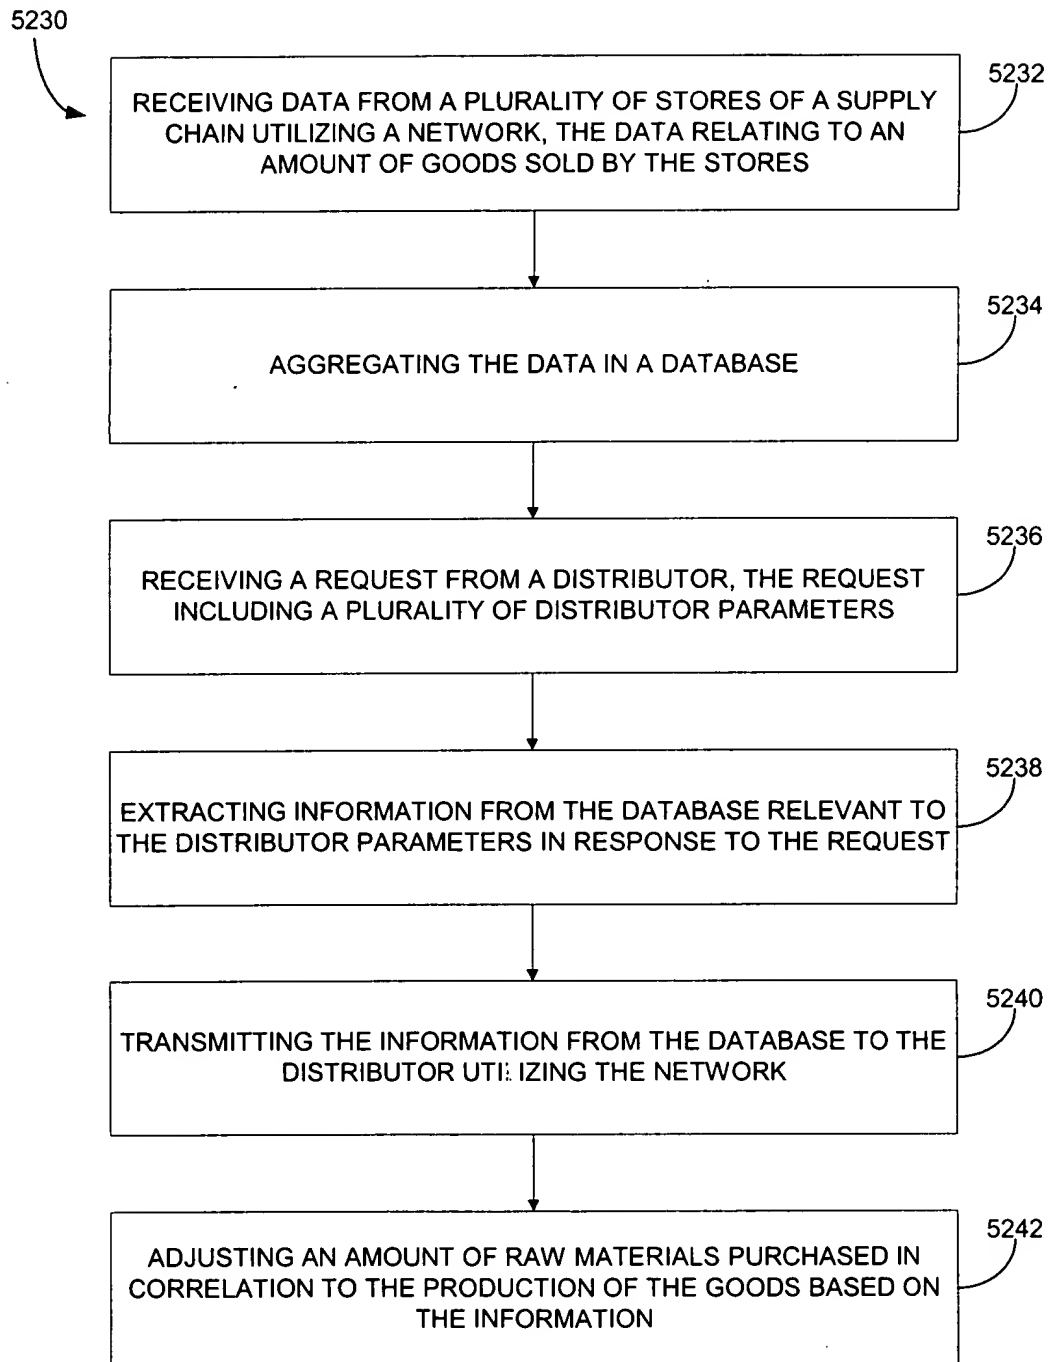 5230
5232
RECEIVING DATA FROM A PLURALITY OF STORES OF A SUPPLY
CHAIN UTILIZING A NETWORK, THE DATA RELATING TO AN
AMOUNT OF GOODS SOLD BY THE STORES
5234
AGGREGATING THE DATA IN A DATABASE
5236
RECEIVING A REQUEST FROM A DISTRIBUTOR, THE REQUEST
INCLUDING A PLURALITY OF DISTRIBUTOR PARAMETERS
5238
EXTRACTING INFORMATION FROM THE DATABASE RELEVANT TO
THE DISTRIBUTOR PARAMETERS IN RESPONSE TO THE REQUEST
5240
TRANSMITTING THE INFORMATION FROM THE DATABASE TO THE
DISTRIBUTOR UTILIZING THE NETWORK
5242
ADJUSTING AN AMOUNT OF RAW MATERIALS PURCHASED IN
CORRELATION TO THE PRODUCTION OF THE GOODS BASED ON
THE INFORMATION